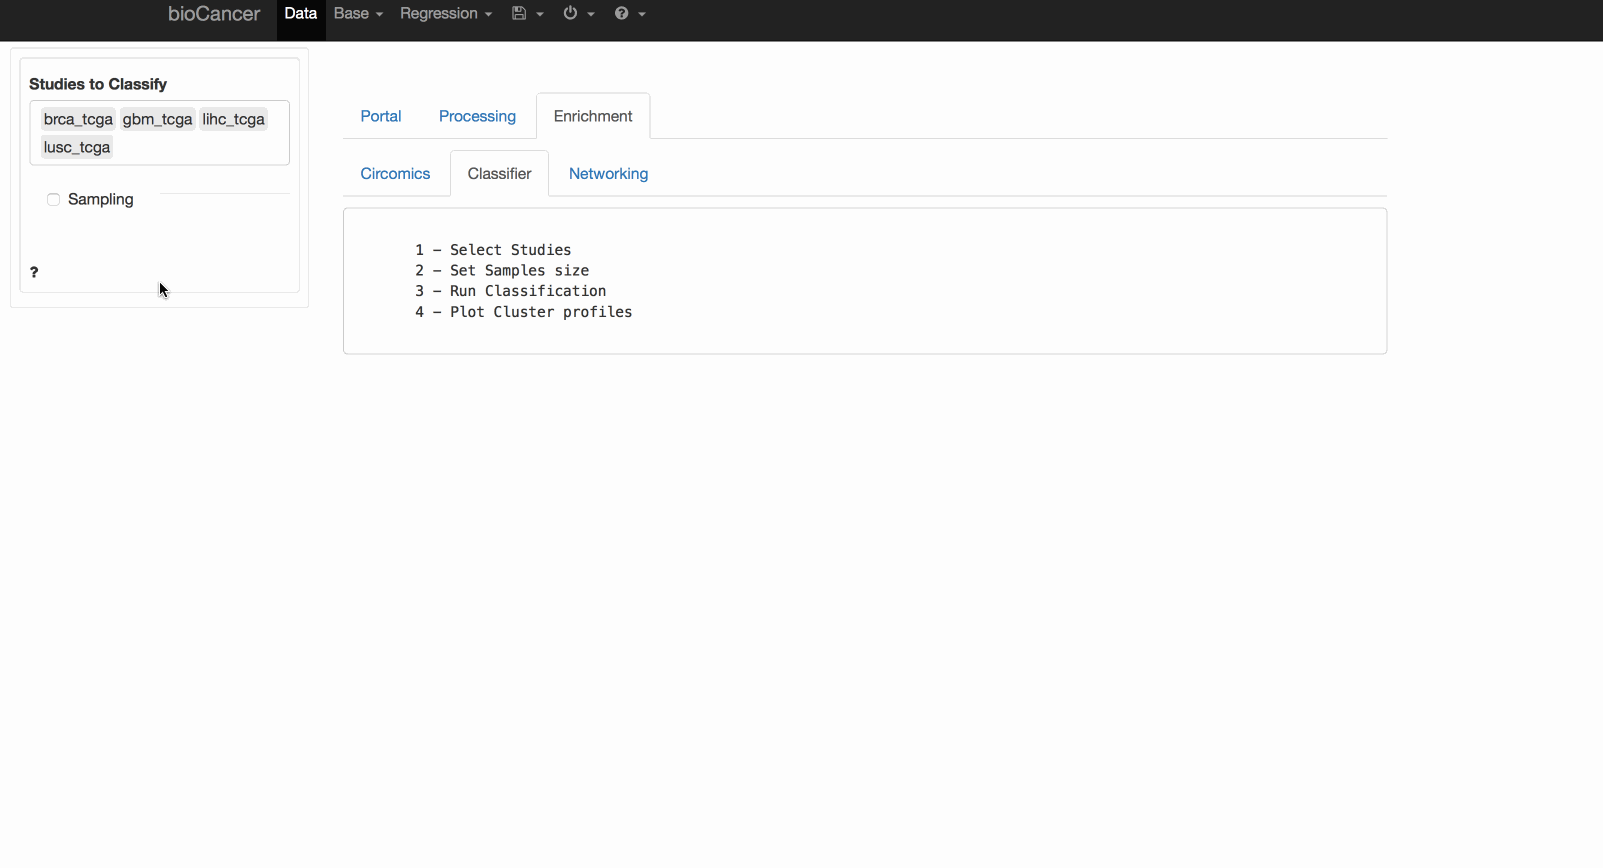 bioCancer Data Base Regression
Studies to Classify
brca_tcga gbm_tcga lihc_tcga
lusc_tcga
Sampling
?
Portal Processing Enrichment
Circomics Classifier Networking
1 – Select Studies
2 – Set Samples size
3 – Run Classification
4 – Plot Cluster profiles